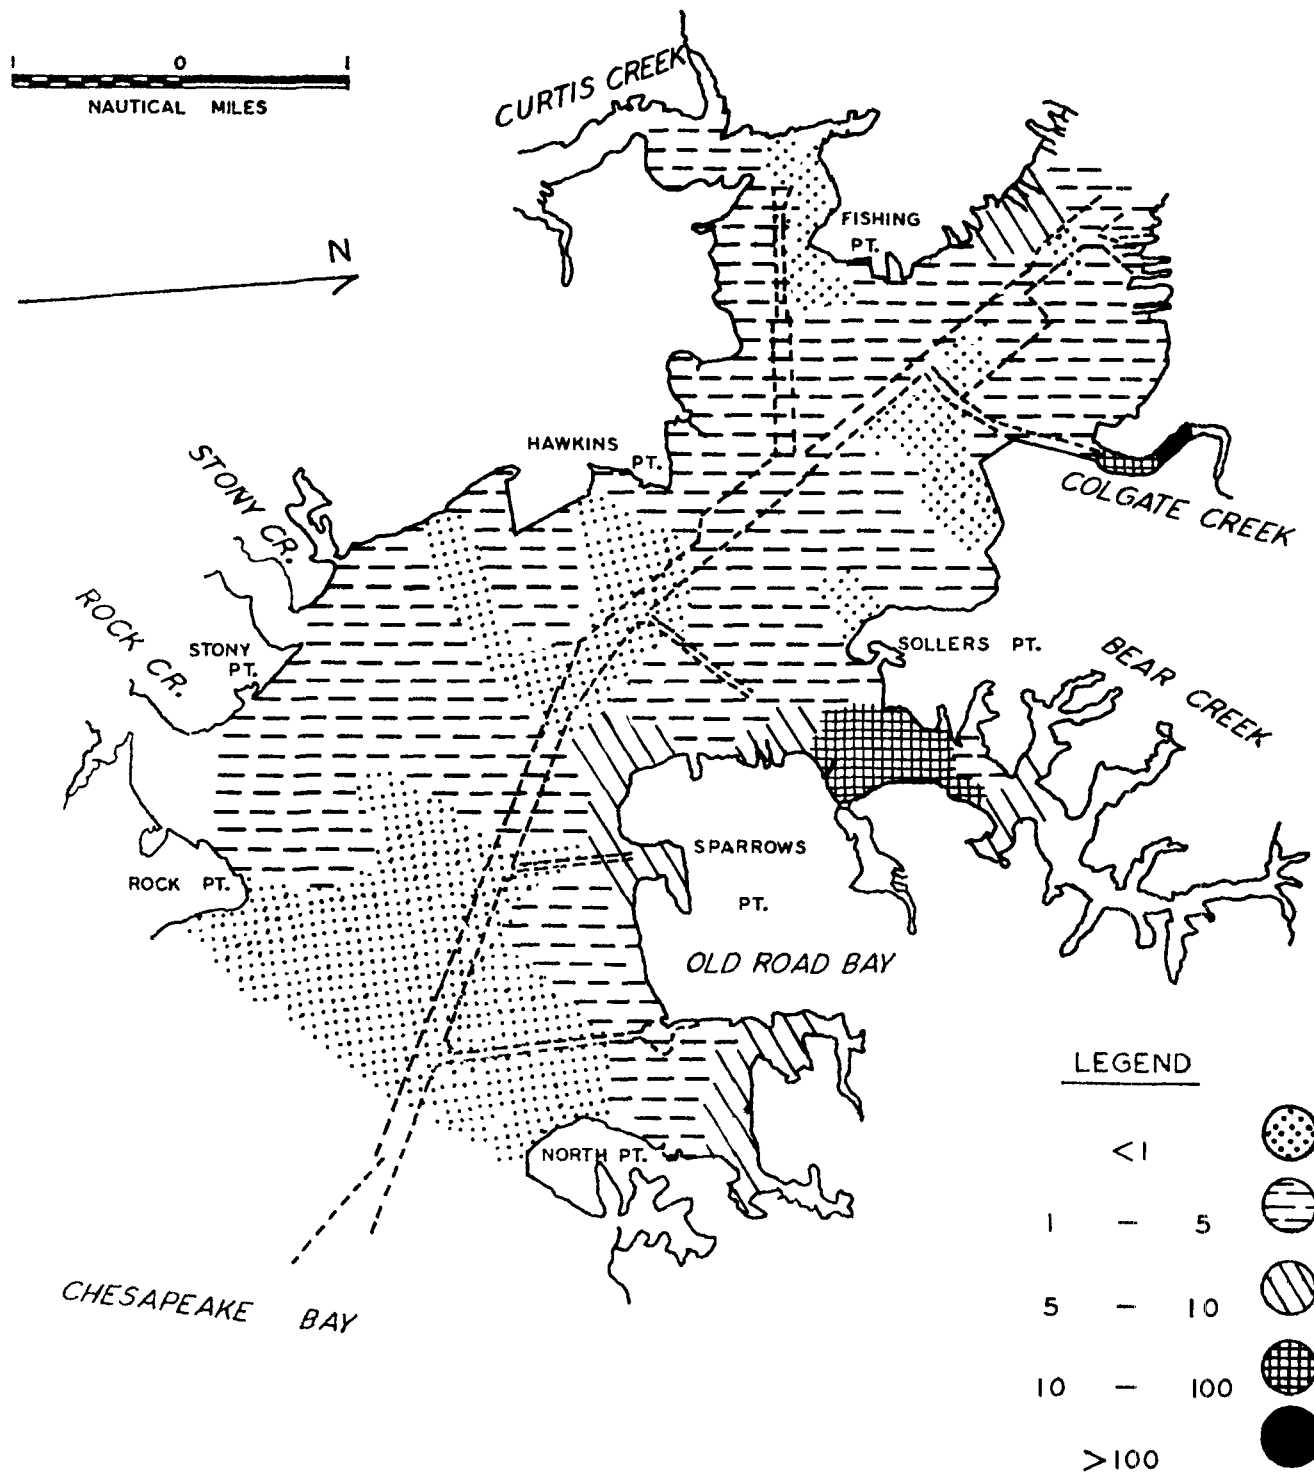 1 0 1
NAUTICAL MILES
CURTIS CREEK
N
FISHING
PT.
HAWKINS
PT.
STONY
CR.
COLGATE CREEK
ROCK CR.
STONY
PT.
SOLLERS PT.
BEAR CREEK
ROCK PT.
SPARROWS
PT.
OLD ROAD BAY
NORTH PT.
CHESAPEAKE BAY
LEGEND
<1
1 – 5
5 – 10
10 – 100
>100